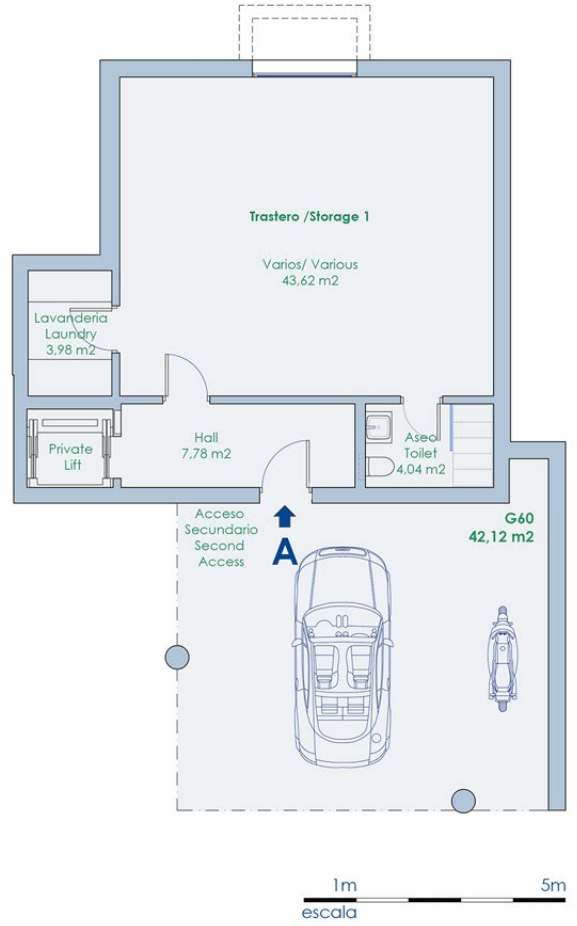 Trastero /Storage 1
Varios/ Various
43,62 m2
Lavanderia
Laundry
3,98 m2
Private
Lift
Hall
7,78 m2
Aseo
Toilet
4,04 m2
Acceso
Secundario
Second
Access
A
G60
42,12 m2
1m
5m
escala